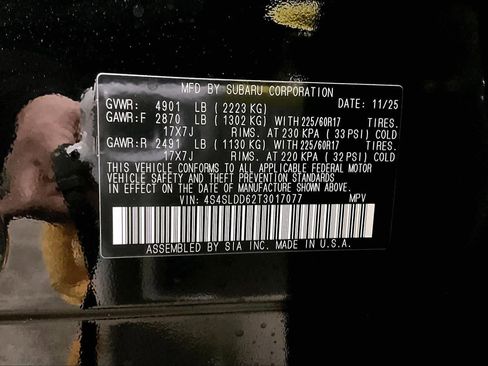 MFD BY SUBARU CORPORATION
GVWR: 4901 LB ( 2223 KG) DATE: 11/25
GAWR:F 2870 LB ( 1302 KG) WITH 225/60R17 TIRES.
17X7J RIMS. AT 230 KPA ( 33 PSI) COLD
GAWR:R 2491 LB ( 1130 KG) WITH 225/60R17 TIRES.
17X7J RIMS. AT 220 KPA ( 32 PSI) COLD
THIS VEHICLE CONFORMS TO ALL APPLICABLE FEDERAL MOTOR
VEHICLE SAFETY AND THEFT PREVENTION STANDARDS IN EFFECT
ON THE DATE OF MANUFACTURE SHOWN ABOVE.
VIN: 4S4SLDD62T3017077 MPV
ASSEMBLED BY SIA INC. MADE IN U.S.A.